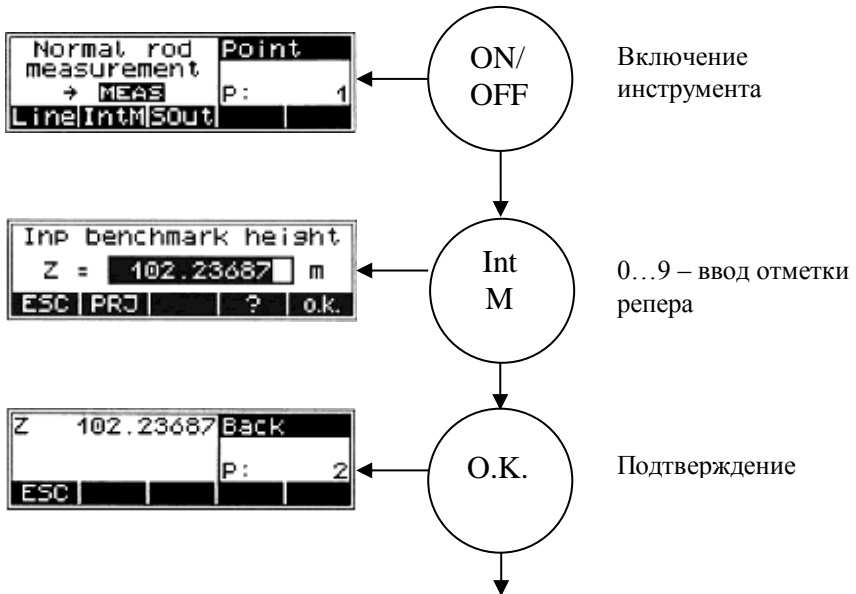 Normal rod
measurement
→ MEAS
Line IntM SOut
Point
P: 1
ON/
OFF
Включение
инструмента
Inp benchmark height
Z = 102.23687 m
ESC PRJ ? o.k.
Int
M
0…9 – ввод отметки
репера
Z 102.23687
ESC
Back
P: 2
O.K.
Подтверждение